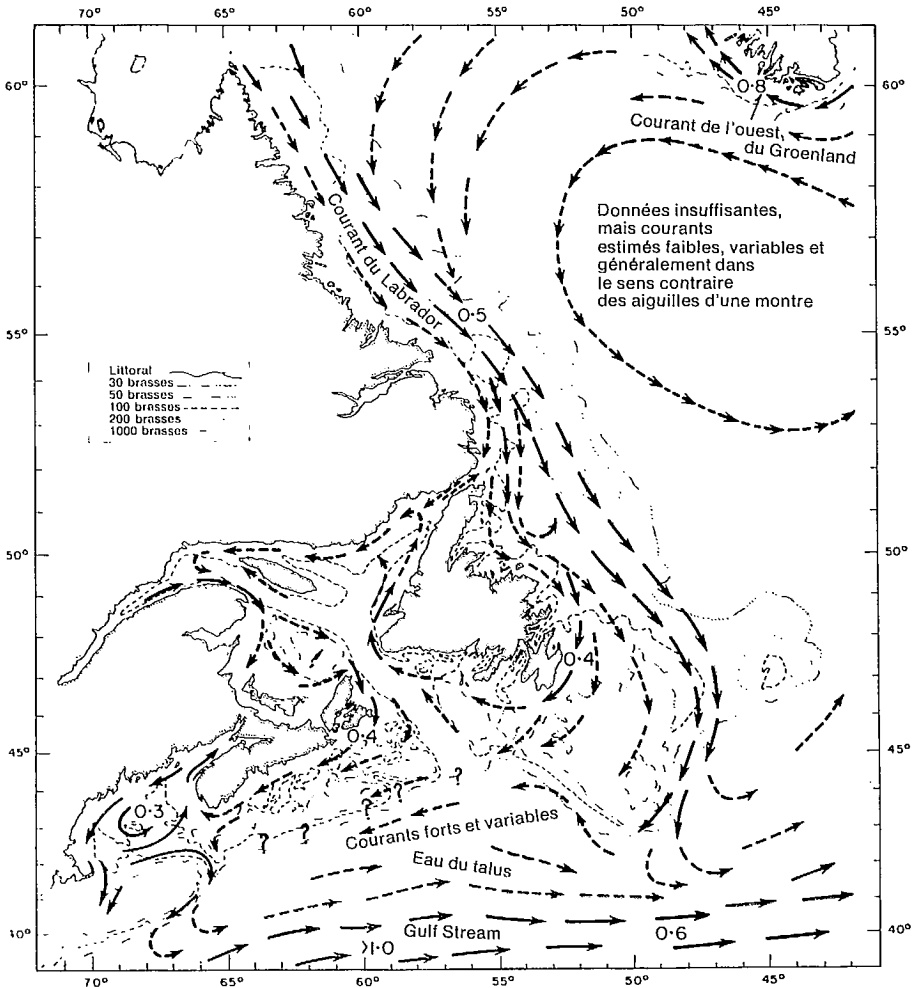 70° 65° 60° 55° 50° 45°
60°
60°
0·8
Courant de l'ouest
du Groenland
Données insuffisantes,
mais courants
estimés faibles, variables et
généralement dans
le sens contraire
des aiguilles d'une montre
Courant du Labrador
0·5
55°
55°
Littoral
30 brasses
50 brasses
100 brasses
200 brasses
1000 brasses
50°
50°
0·4
0·4
45°
45°
0·3
?
?
?
?
?
Courants forts et variables
Eau du talus
Gulf Stream
0·6
>1·0
40°
40°
70° 65° 60° 55° 50° 45°